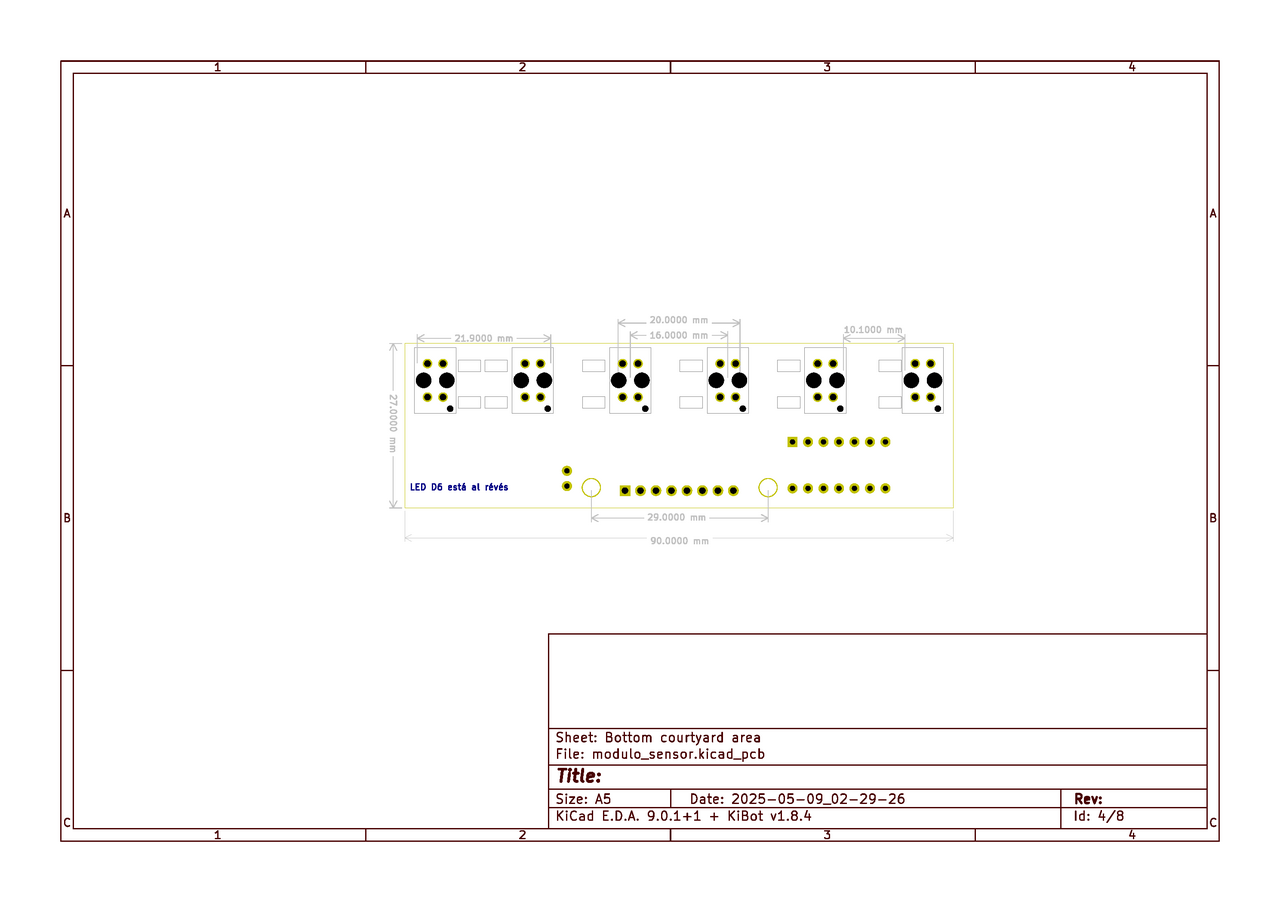 1 2 3 4
A A
20.0000 mm
10.1000 mm
16.0000 mm
21.9000 mm
27.0000 mm
LED D6 está al révés
29.0000 mm
B B
90.0000 mm
Sheet: Bottom courtyard area
File: modulo_sensor.kicad_pcb
Title:
Size: A5 Date: 2025-05-09_02-29-26 Rev:
KiCad E.D.A. 9.0.1+1 + KiBot v1.8.4 Id: 4/8
C C
1 2 3 4